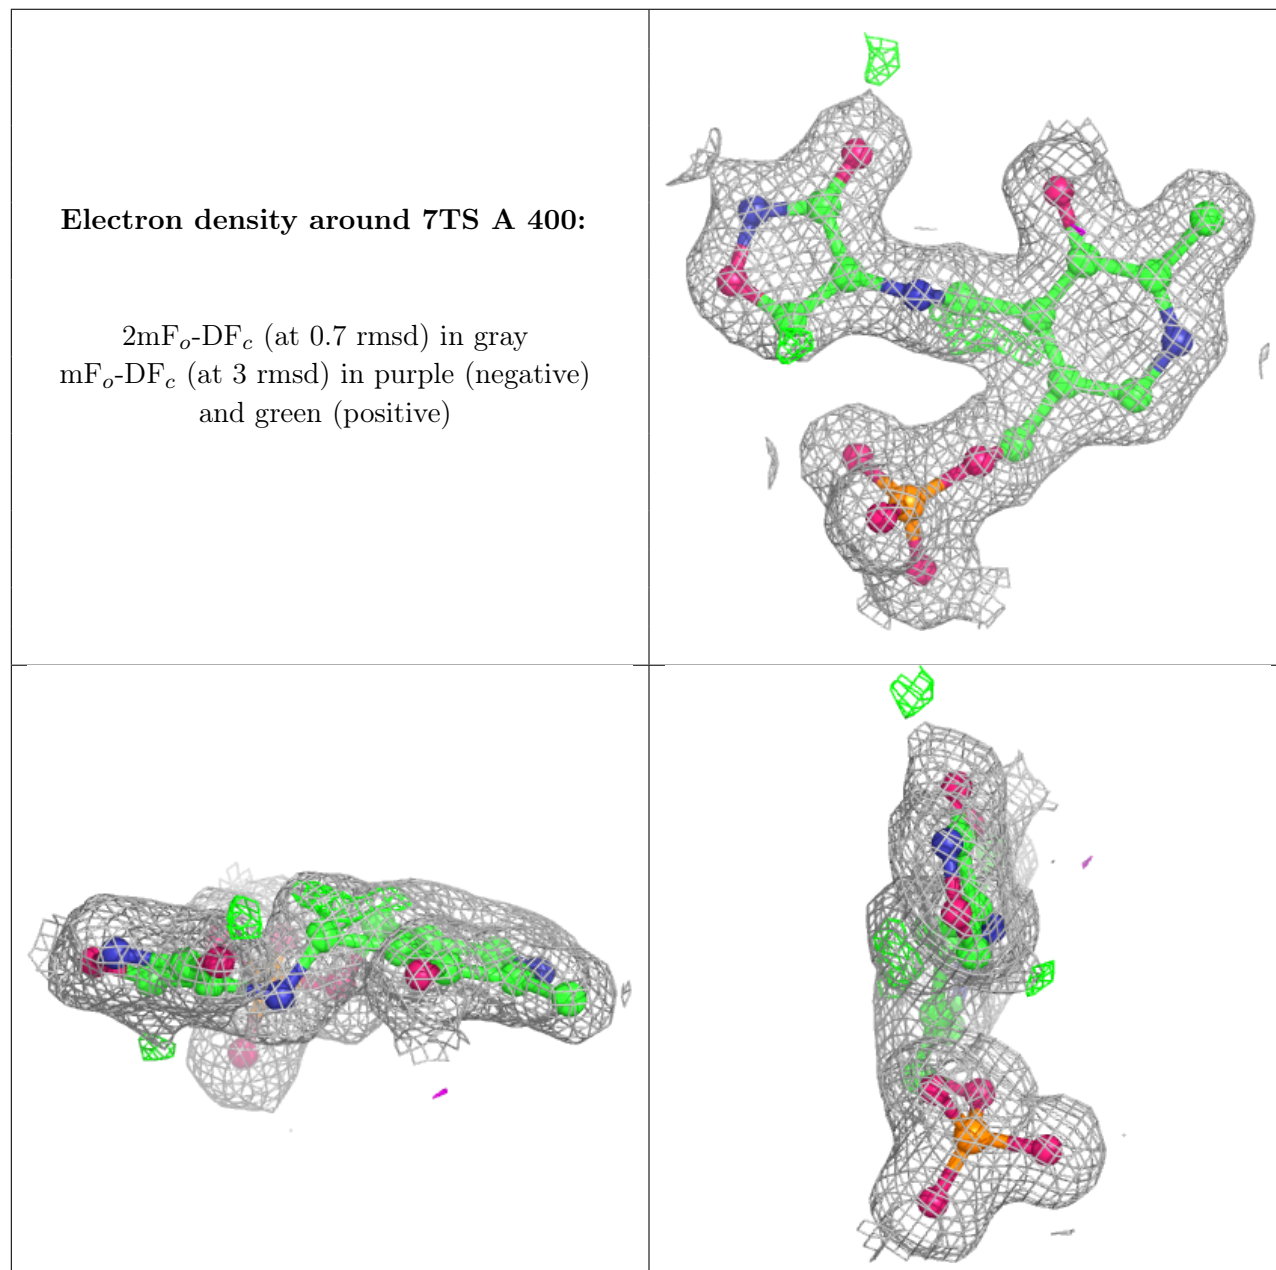 Electron density around 7TS A 400:
2mFo-DFc (at 0.7 rmsd) in gray
mFo-DFc (at 3 rmsd) in purple (negative)
and green (positive)